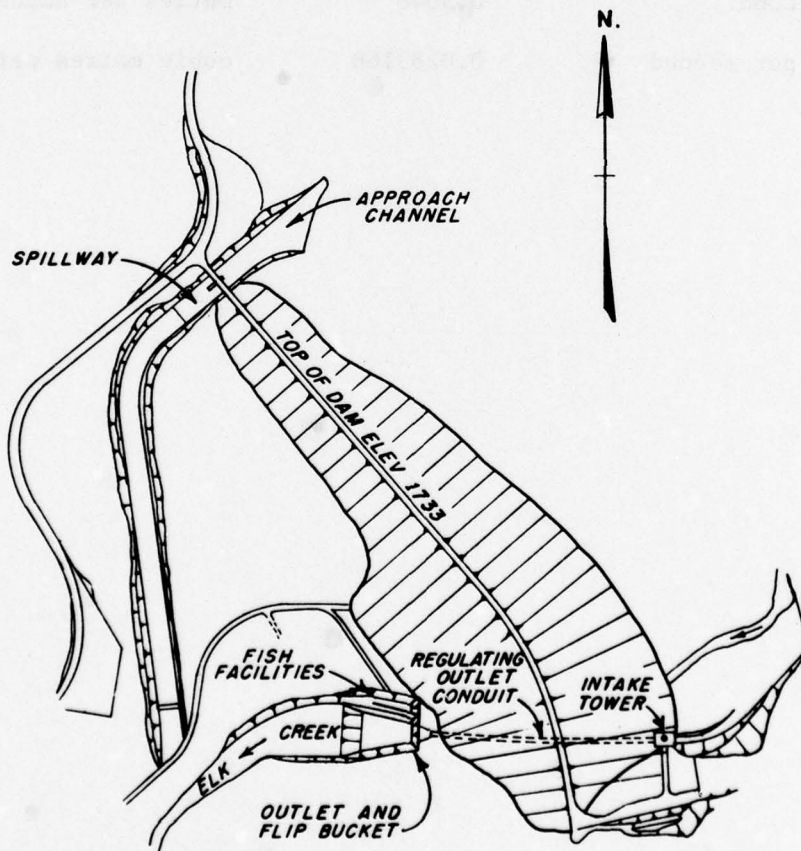 N.
APPROACH
CHANNEL
SPILLWAY
TOP OF DAM ELEV 1733
FISH
FACILITIES
REGULATING
OUTLET
CONDUIT
INTAKE
TOWER
CREEK
ELK
OUTLET AND
FLIP BUCKET